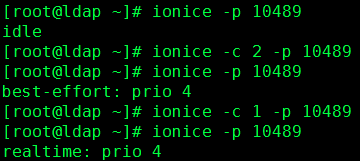 [root@ldap ~]# ionice -p 10489
idle
[root@ldap ~]# ionice -c 2 -p 10489
[root@ldap ~]# ionice -p 10489
best-effort: prio 4
[root@ldap ~]# ionice -c 1 -p 10489
[root@ldap ~]# ionice -p 10489
realtime: prio 4